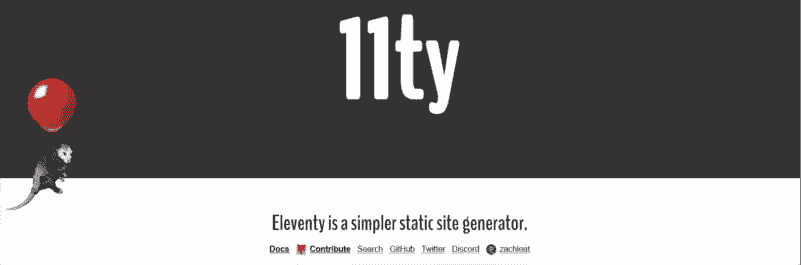 11ty
Eleventy is a simpler static site generator.
Docs Contribute Search GitHub Twitter Discord zachleat